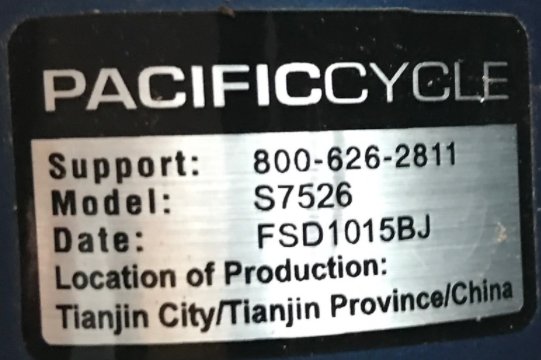 PACIFICCYCLE
Support: 800-626-2811
Model: S7526
Date: FSD1015BJ
Location of Production:
Tianjin City/Tianjin Province/China